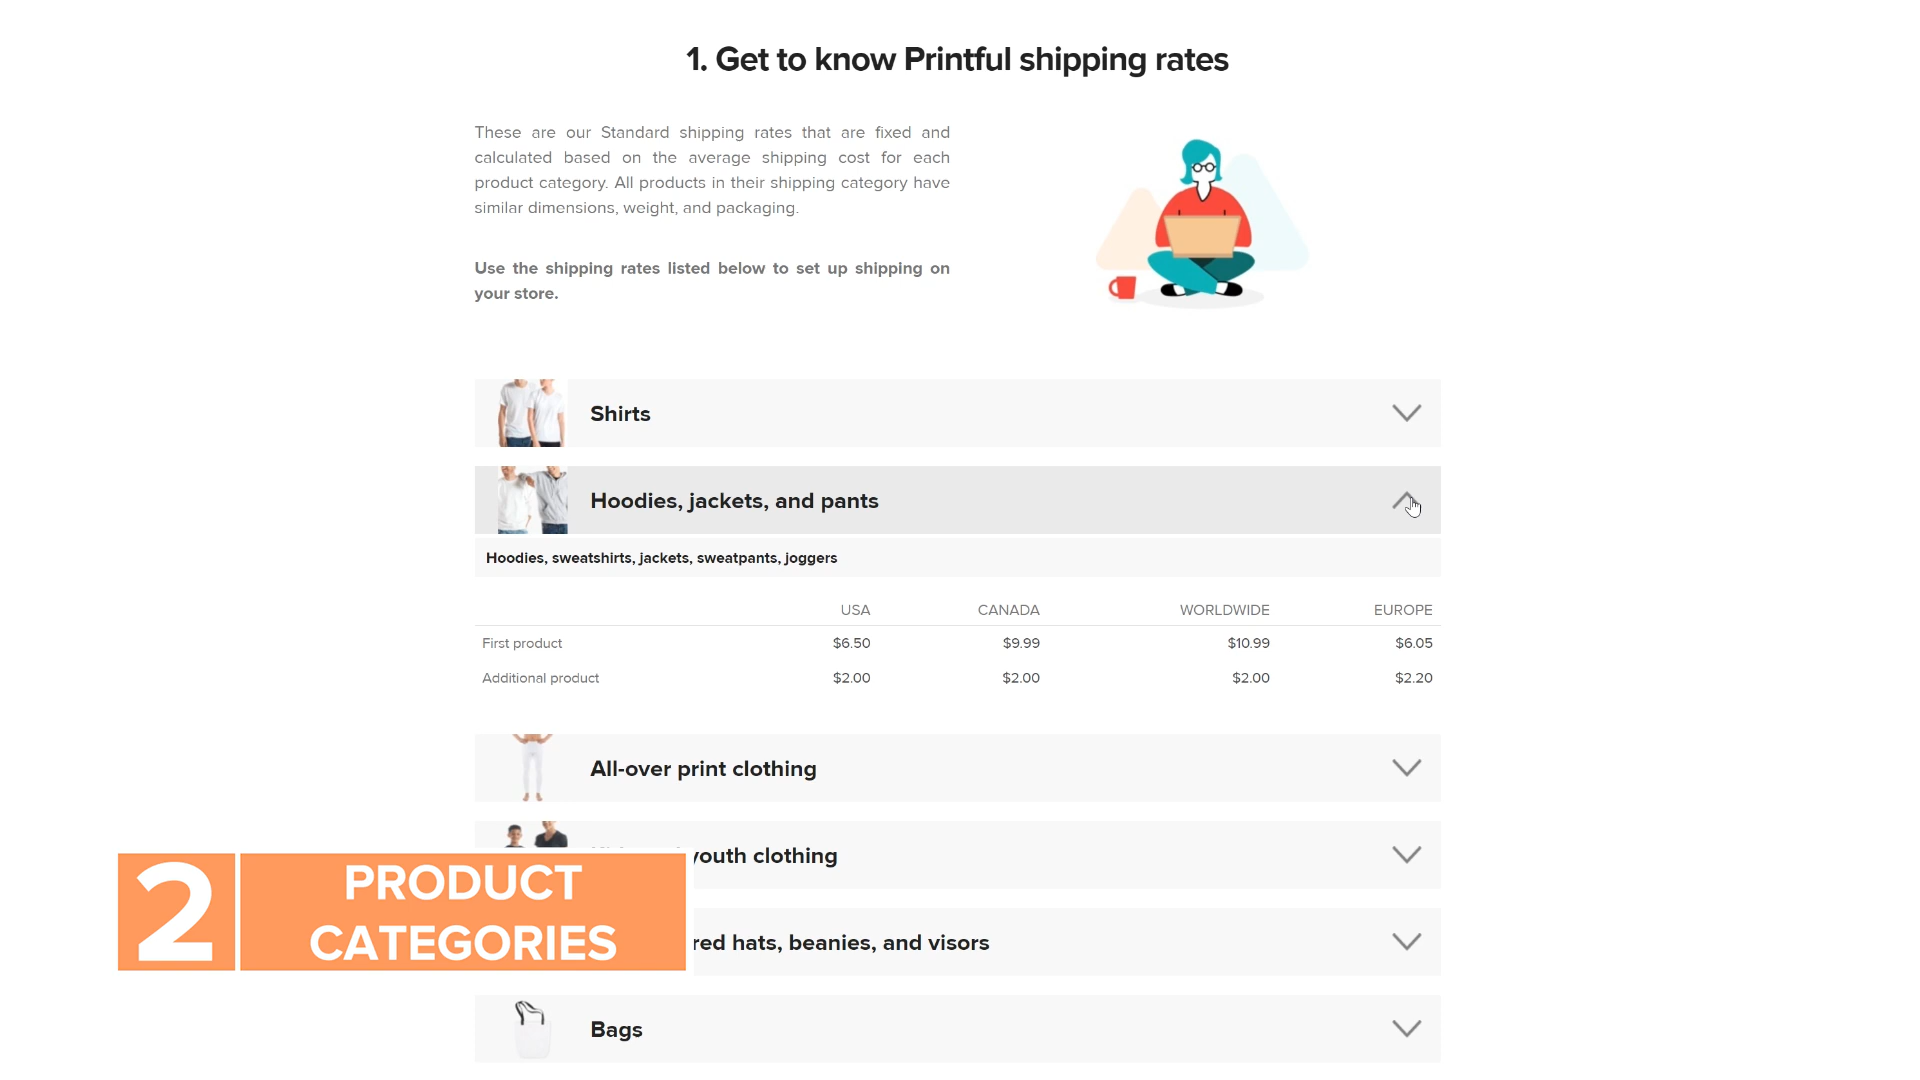 1. Get to know Printful shipping rates
These are our Standard shipping rates that are fixed and
calculated based on the average shipping cost for each
product category. All products in their shipping category have
similar dimensions, weight, and packaging.
Use the shipping rates listed below to set up shipping on
your store.
Shirts
Hoodies, jackets, and pants
Hoodies, sweatshirts, jackets, sweatpants, joggers
USA CANADA WORLDWIDE EUROPE
First product $6.50 $9.99 $10.99 $6.05
Additional product $2.00 $2.00 $2.00 $2.20
All-over print clothing
youth clothing
hats, beanies, and visors
2 PRODUCT
CATEGORIES
Bags